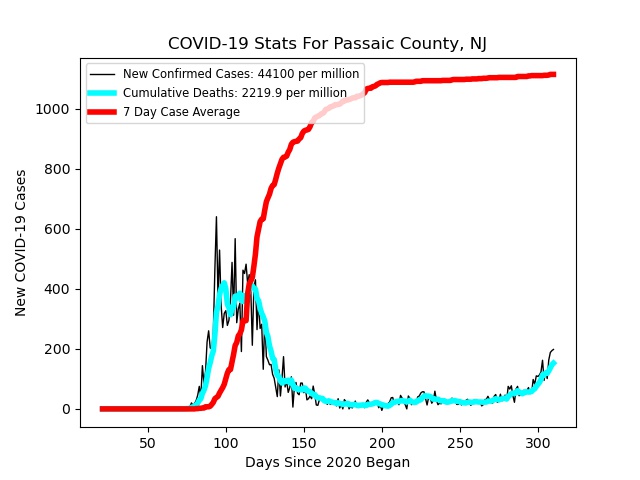 COVID-19 Stats For Passaic County, NJ
New Confirmed Cases: 44100 per million
Cumulative Deaths: 2219.9 per million
7 Day Case Average
New COVID-19 Cases
1000
800
600
400
200
0
50 100 150 200 250 300
Days Since 2020 Began